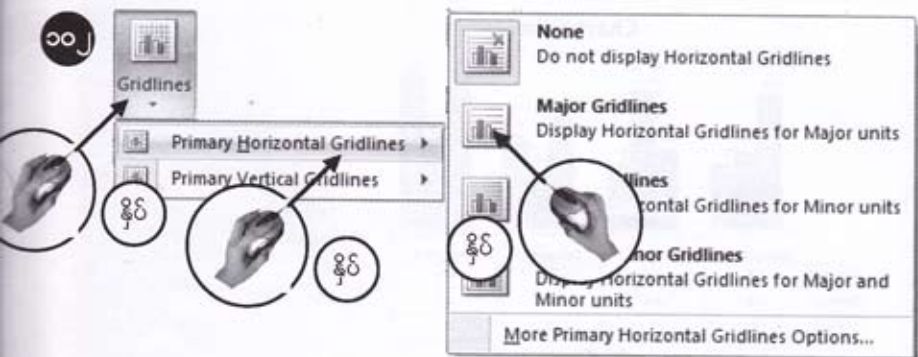 ၁၀၂
Gridlines
Primary Horizontal Gridlines
Primary Vertical Gridlines
နှိပ်
နှိပ်
None
Do not display Horizontal Gridlines
Major Gridlines
Display Horizontal Gridlines for Major units
Gridlines for Minor units
နှိပ်
Gridlines
Horizontal Gridlines for Major and
Minor units
More Primary Horizontal Gridlines Options...